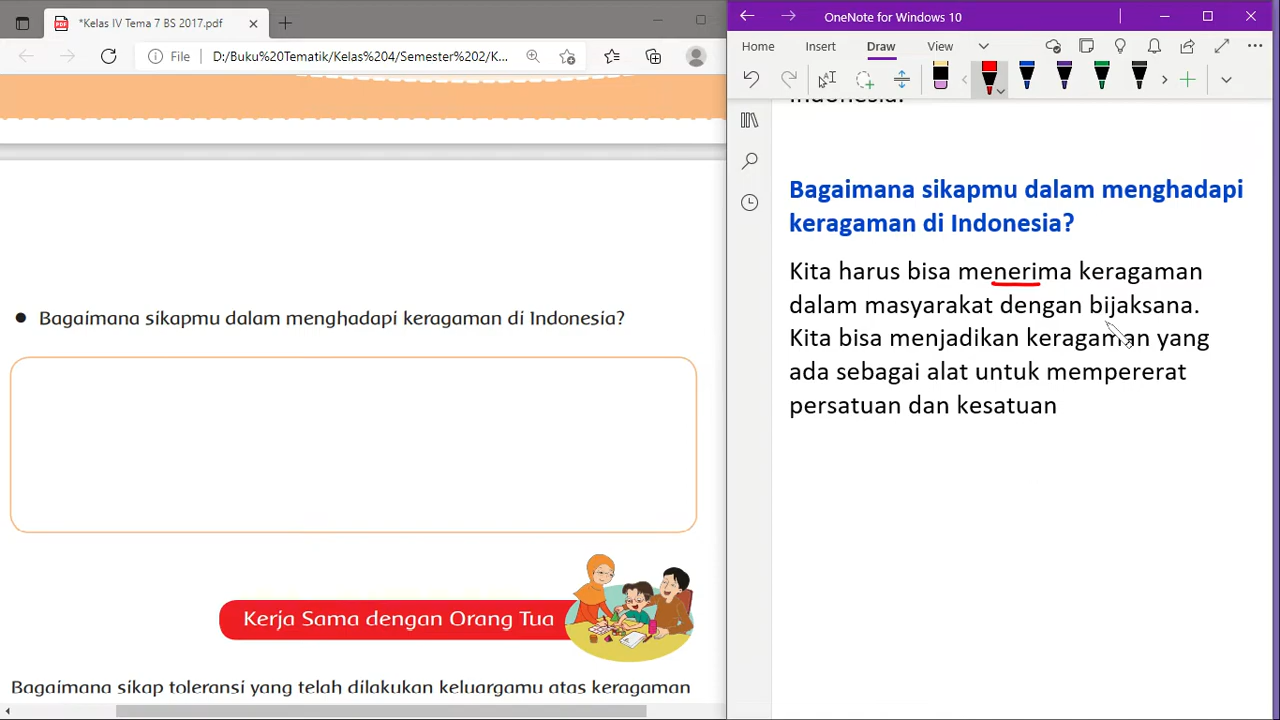 *Kelas IV Tema 7 BS 2017.pdf
File
D:/Buku%20Tematik/Kelas%204/Semester%202/K...
Bagaimana sikapmu dalam menghadapi keragaman di Indonesia?
Kerja Sama dengan Orang Tua
Bagaimana sikap toleransi yang telah dilakukan keluargamu atas keragaman
OneNote for Windows 10
Home Insert Draw View
Indonesia.
Bagaimana sikapmu dalam menghadapi
keragaman di Indonesia?
Kita harus bisa menerima keragaman
dalam masyarakat dengan bijaksana.
Kita bisa menjadikan keragaman yang
ada sebagai alat untuk mempererat
persatuan dan kesatuan